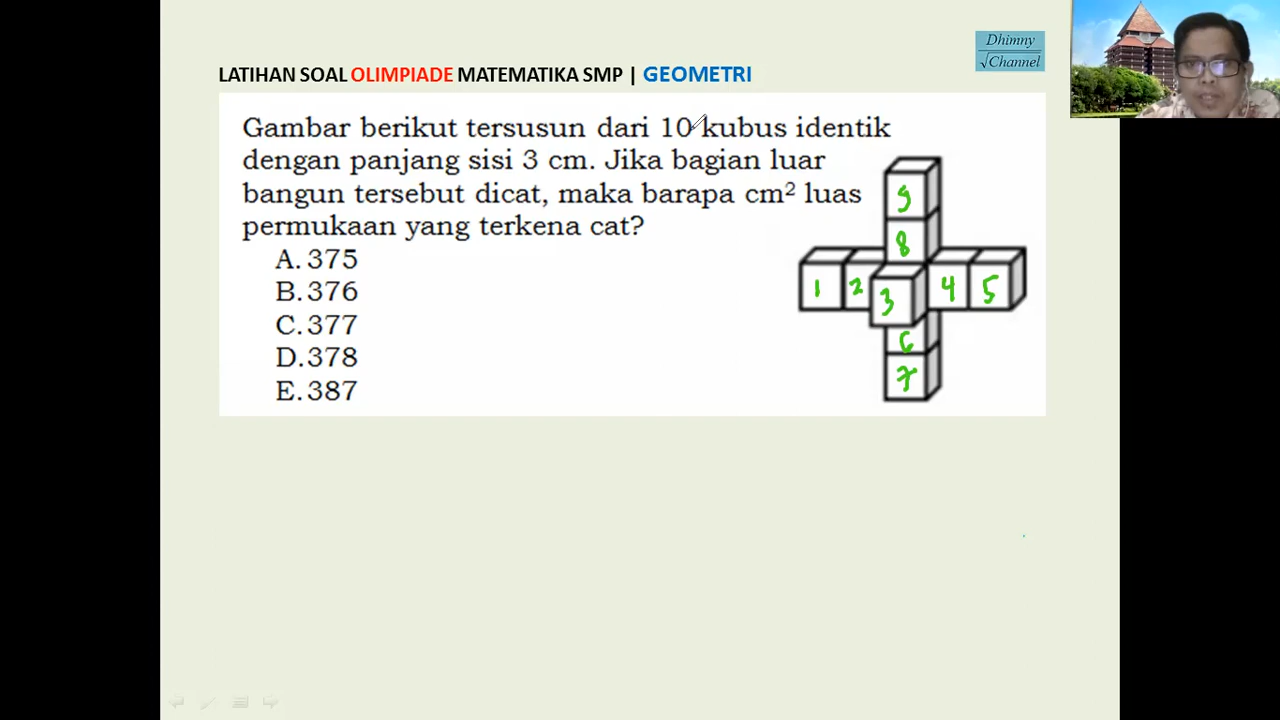 Dhimny
√Channel
LATIHAN SOAL OLIMPIADE MATEMATIKA SMP | GEOMETRI
Gambar berikut tersusun dari 10 kubus identik
dengan panjang sisi 3 cm. Jika bagian luar
bangun tersebut dicat, maka barapa cm² luas
permukaan yang terkena cat?
A. 375
B. 376
C. 377
D. 378
E. 387
9
8
1 2 3 4 5
6
7